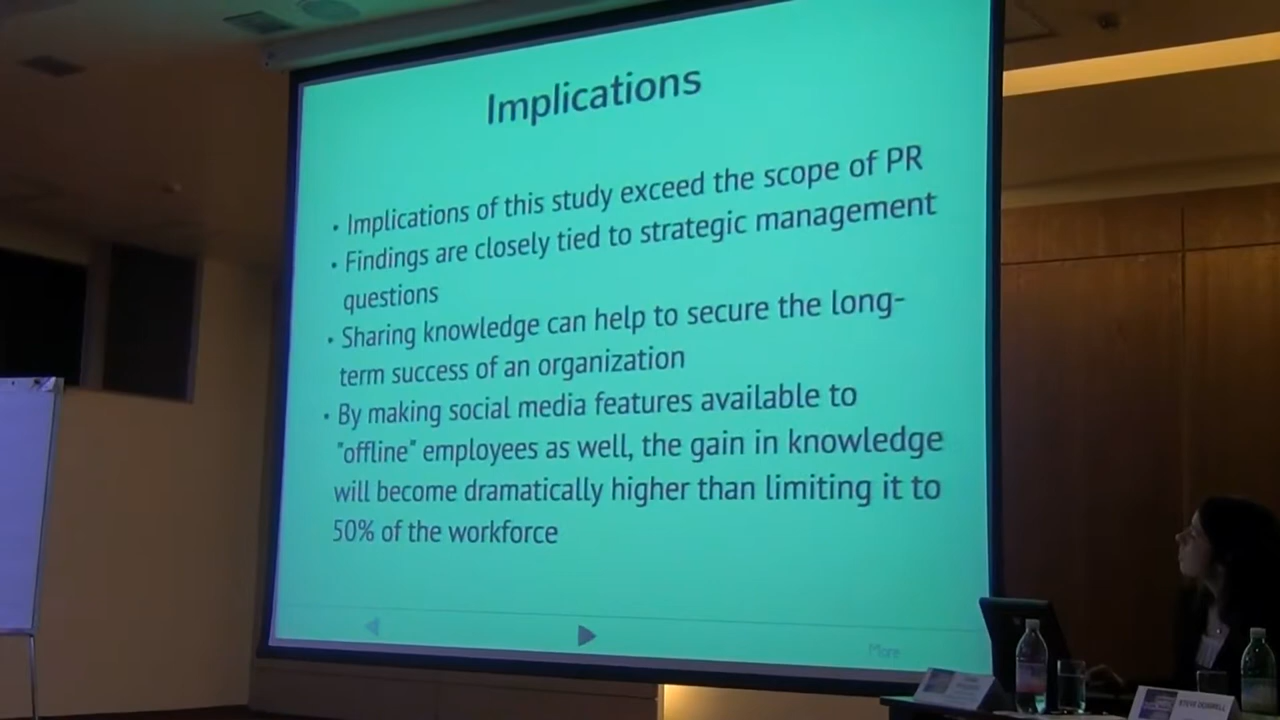 Implications
• Implications of this study exceed the scope of PR
• Findings are closely tied to strategic management
questions
• Sharing knowledge can help to secure the long-
term success of an organization
• By making social media features available to
"offline" employees as well, the gain in knowledge
will become dramatically higher than limiting it to
50% of the workforce
More